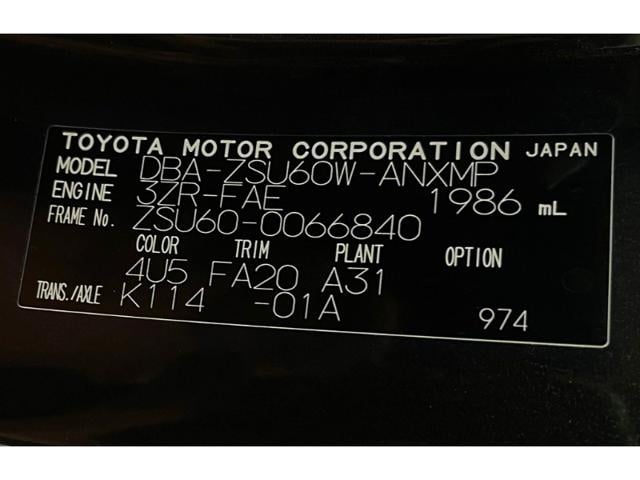 TOYOTA MOTOR CORPORATION JAPAN
MODEL DBA-ZSU60W-ANXMP
ENGINE 3ZR-FAE 1986 mL
FRAME No. ZSU60-0066840
COLOR TRIM PLANT OPTION
4U5 FA20 A31
TRANS./AXLE K114 -01A 974